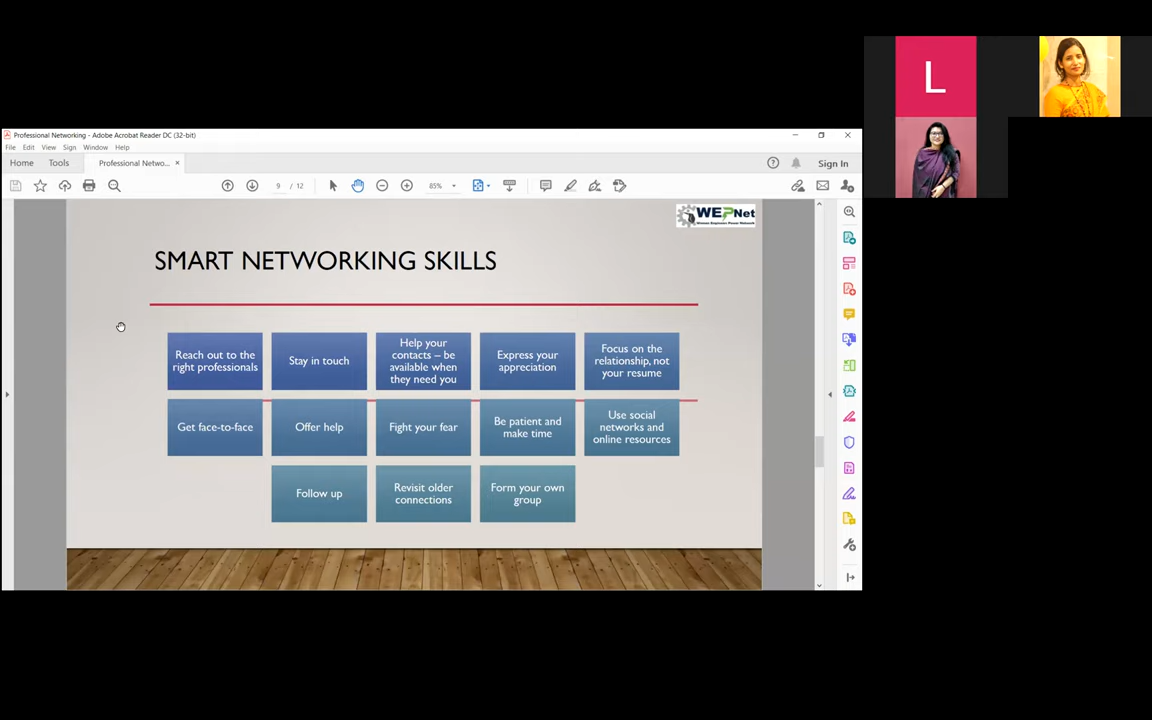 L
Professional Networking - Adobe Acrobat Reader DC (32-bit)
File Edit View Sign Window Help
Home Tools Professional Netwo... × Sign In
9 / 12 85%
WEPNet
Women Engineers Power Network
SMART NETWORKING SKILLS
Reach out to the
right professionals
Stay in touch
Help your
contacts – be
available when
they need you
Express your
appreciation
Focus on the
relationship, not
your resume
Get face-to-face
Offer help
Fight your fear
Be patient and
make time
Use social
networks and
online resources
Follow up
Revisit older
connections
Form your own
group